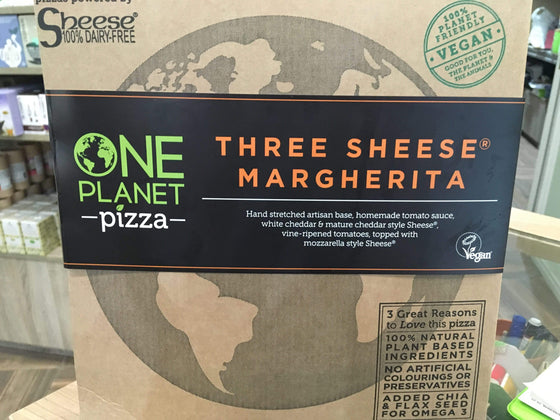 pizzas powered by
Sheese®
100% DAIRY-FREE
100%
PLANET
FRIENDLY
VEGAN
GOOD FOR YOU,
THE PLANET &
THE ANIMALS
ONE
PLANET
pizza
THREE SHEESE®
MARGHERITA
Hand stretched artisan base, homemade tomato sauce,
white cheddar & mature cheddar style Sheese®,
vine-ripened tomatoes, topped with
mozzarella style Sheese®
Vegan
3 Great Reasons
to Love this pizza
100% NATURAL
PLANT BASED
INGREDIENTS
NO ARTIFICIAL
COLOURINGS OR
PRESERVATIVES
ADDED CHIA
& FLAX SEED
FOR OMEGA 3